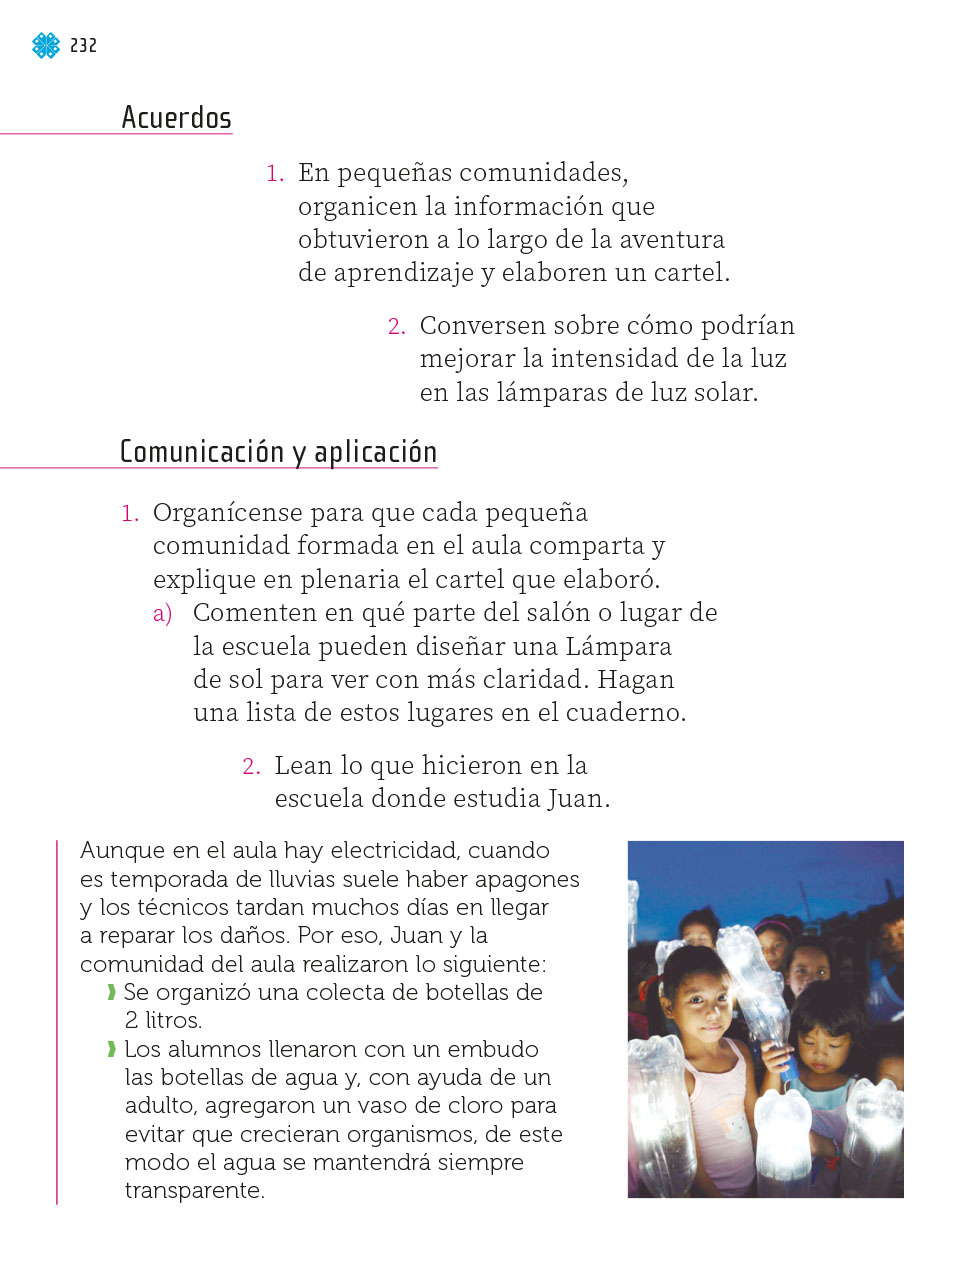 232
Acuerdos
1. En pequeñas comunidades,
organicen la información que
obtuvieron a lo largo de la aventura
de aprendizaje y elaboren un cartel.
2. Conversen sobre cómo podrían
mejorar la intensidad de la luz
en las lámparas de luz solar.
Comunicación y aplicación
1. Organícense para que cada pequeña
comunidad formada en el aula comparta y
explique en plenaria el cartel que elaboró.
a) Comenten en qué parte del salón o lugar de
la escuela pueden diseñar una Lámpara
de sol para ver con más claridad. Hagan
una lista de estos lugares en el cuaderno.
2. Lean lo que hicieron en la
escuela donde estudia Juan.
Aunque en el aula hay electricidad, cuando
es temporada de lluvias suele haber apagones
y los técnicos tardan muchos días en llegar
a reparar los daños. Por eso, Juan y la
comunidad del aula realizaron lo siguiente:
Se organizó una colecta de botellas de
2 litros.
Los alumnos llenaron con un embudo
las botellas de agua y, con ayuda de un
adulto, agregaron un vaso de cloro para
evitar que crecieran organismos, de este
modo el agua se mantendrá siempre
transparente.